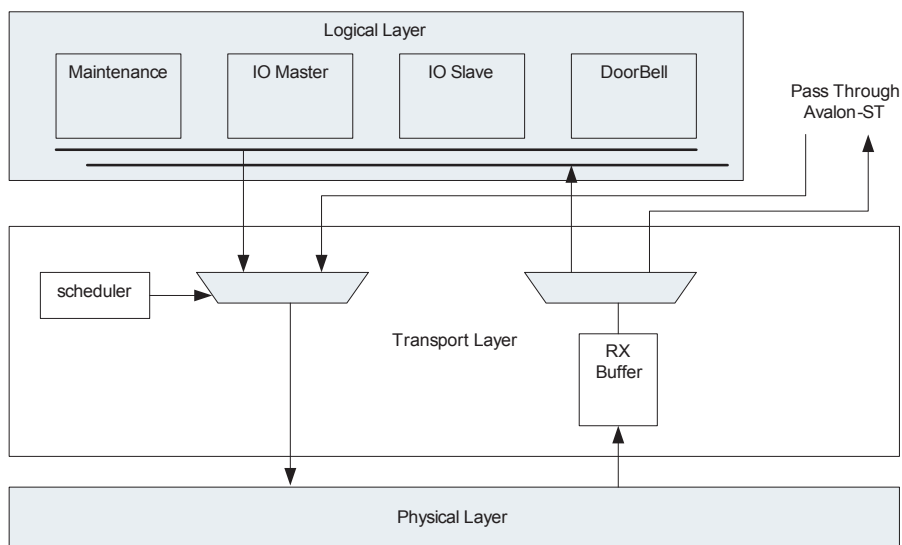 Logical Layer
Maintenance
IO Master
IO Slave
DoorBell
Pass Through
Avalon-ST
scheduler
Transport Layer
RX
Buffer
Physical Layer